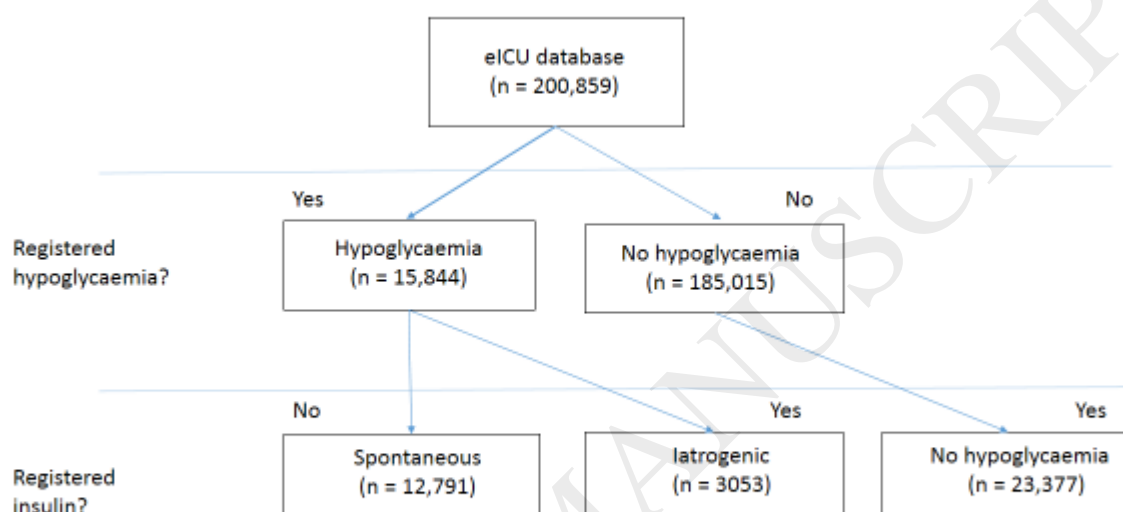 eICU database
(n = 200,859)
Yes
No
Registered
hypoglycaemia?
Hypoglycaemia
(n = 15,844)
No hypoglycaemia
(n = 185,015)
No
Yes
Yes
Registered
insulin?
Spontaneous
(n = 12,791)
Iatrogenic
(n = 3053)
No hypoglycaemia
(n = 23,377)
MANUSCRIP